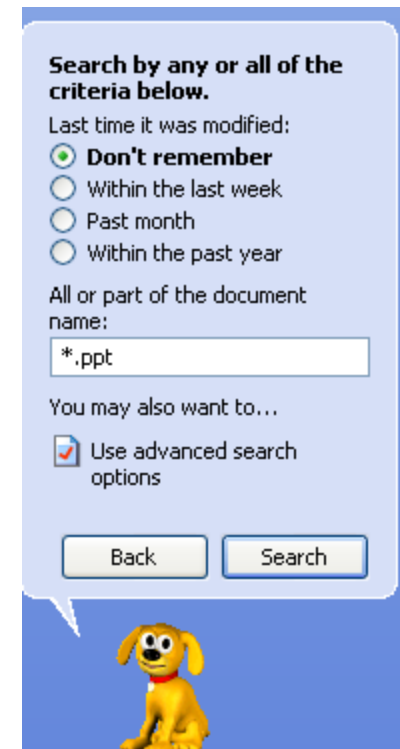 Search by any or all of the
criteria below.
Last time it was modified:
Don't remember
Within the last week
Past month
Within the past year
All or part of the document
name:
*.ppt
You may also want to...
Use advanced search
options
Back
Search